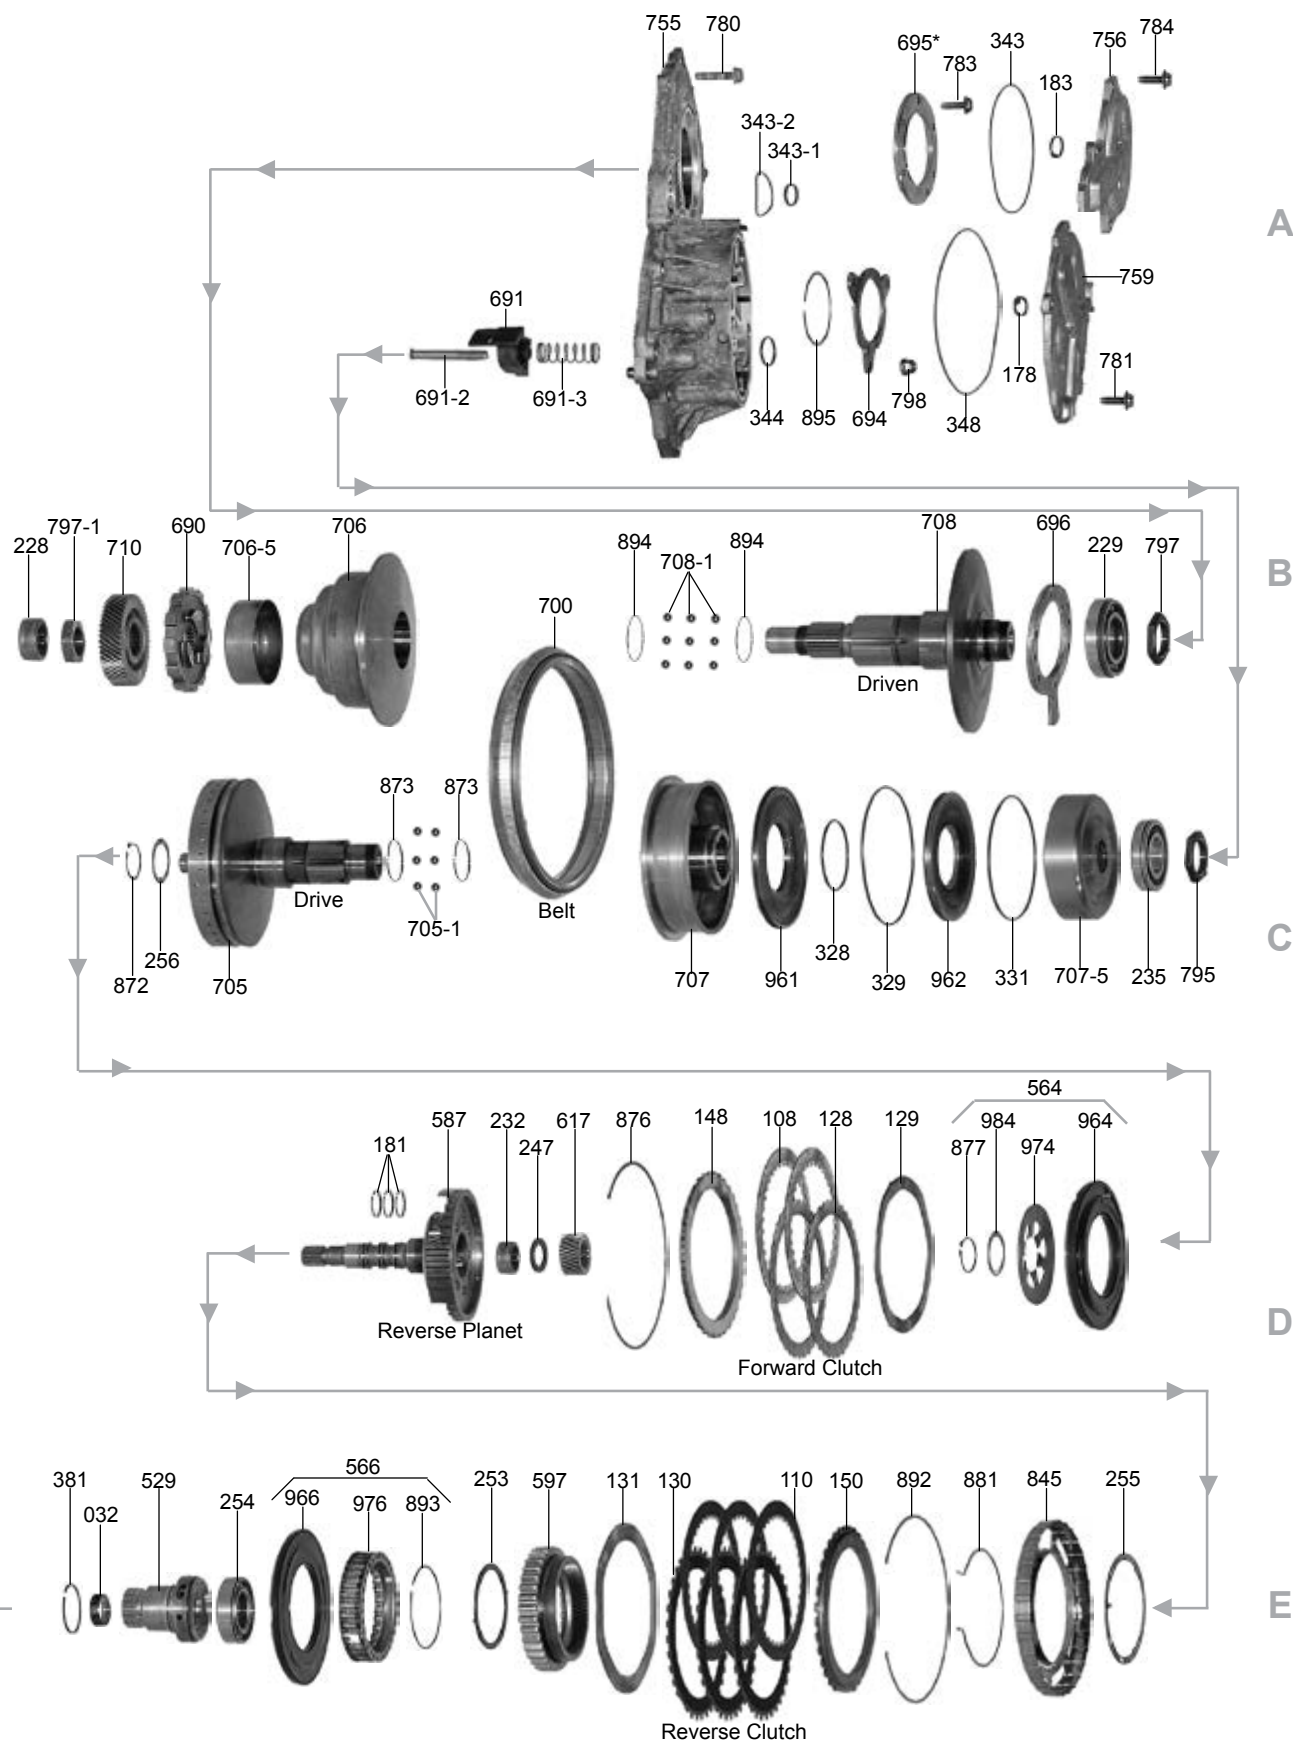 755 780 695* 783 343 756 784
183
343-2
343-1
A
759
691
691-2 691-3 344 895 694 798 348 178 781
228 797-1 710 690 706-5 706 894 708-1 894 708 696 229 797
B
700
Driven
873 873
Drive
Belt
705-1
872 256 705 707 961 328 329 962 331 707-5 235 795
C
564
181 587 232 247 617 876 148 108 128 129 877 984 974 964
Reverse Planet
Forward Clutch
D
566
381 032 529 254 966 976 893 253 597 131 130 110 150 892 881 845 255
E
Reverse Clutch